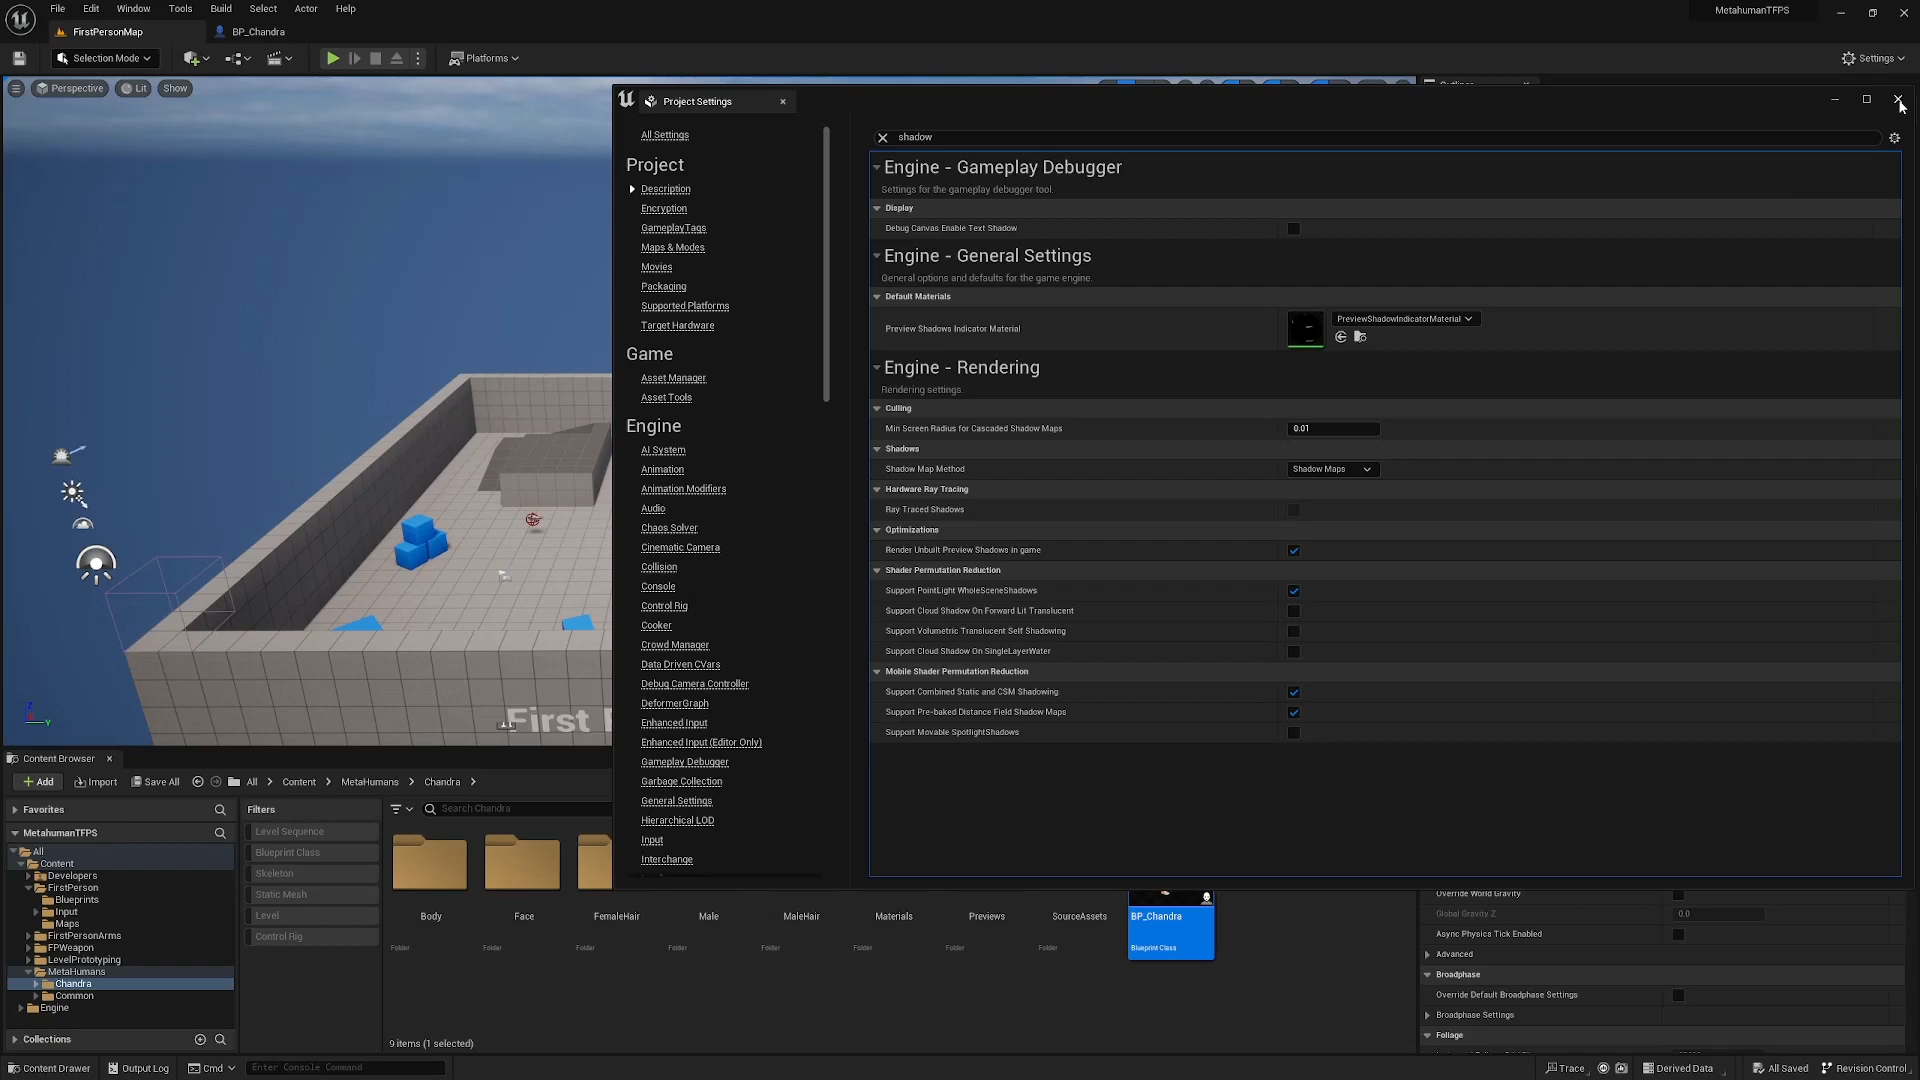 File Edit Window Tools Build Select Actor Help
MetahumanTFPS
FirstPersonMap
BP_Chandra
Selection Mode
Platforms
Settings
Perspective
Lit
Show
Project Settings
All Settings
Project
Description
Encryption
GameplayTags
Maps & Modes
Movies
Packaging
Supported Platforms
Target Hardware
Game
Asset Manager
Asset Tools
Engine
AI System
Animation
Animation Modifiers
Audio
Chaos Solver
Cinematic Camera
Collision
Console
Control Rig
Cooker
Crowd Manager
Data Driven CVars
Debug Camera Controller
DeformerGraph
Enhanced Input
Enhanced Input (Editor Only)
Gameplay Debugger
Garbage Collection
General Settings
Hierarchical LOD
Input
Interchange
shadow
Engine - Gameplay Debugger
Settings for the gameplay debugger tool.
Display
Debug Canvas Enable Text Shadow
Engine - General Settings
General options and defaults for the game engine.
Default Materials
Preview Shadows Indicator Material
PreviewShadowIndicatorMaterial
Engine - Rendering
Rendering settings.
Culling
Min Screen Radius for Cascaded Shadow Maps
0.01
Shadows
Shadow Map Method
Shadow Maps
Hardware Ray Tracing
Ray Traced Shadows
Optimizations
Render Unbuilt Preview Shadows in game
Shader Permutation Reduction
Support PointLight WholeSceneShadows
Support Cloud Shadow On Forward Lit Translucent
Support Volumetric Translucent Self Shadowing
Support Cloud Shadow On SingleLayerWater
Mobile Shader Permutation Reduction
Support Combined Static and CSM Shadowing
Support Pre-baked Distance Field Shadow Maps
Support Movable SpotlightShadows
Z
Y
First
Content Browser
Add
Import
Save All
All > Content > MetaHumans > Chandra >
Favorites
MetahumanTFPS
All
Content
Developers
FirstPerson
Blueprints
Input
Maps
FirstPersonArms
FPWeapon
LevelPrototyping
MetaHumans
Chandra
Common
Engine
Collections
Filters
Level Sequence
Blueprint Class
Skeleton
Static Mesh
Level
Control Rig
Search Chandra
Body
Face
FemaleHair
Male
MaleHair
Materials
Previews
SourceAssets
BP_Chandra
Folder
Folder
Folder
Folder
Folder
Folder
Folder
Folder
Blueprint Class
9 items (1 selected)
Override World Gravity
Global Gravity Z
0.0
Async Physics Tick Enabled
Advanced
Broadphase
Override Default Broadphase Settings
Broadphase Settings
Foliage
Content Drawer
Output Log
Cmd
Enter Console Command
Trace
Derived Data
All Saved
Revision Control